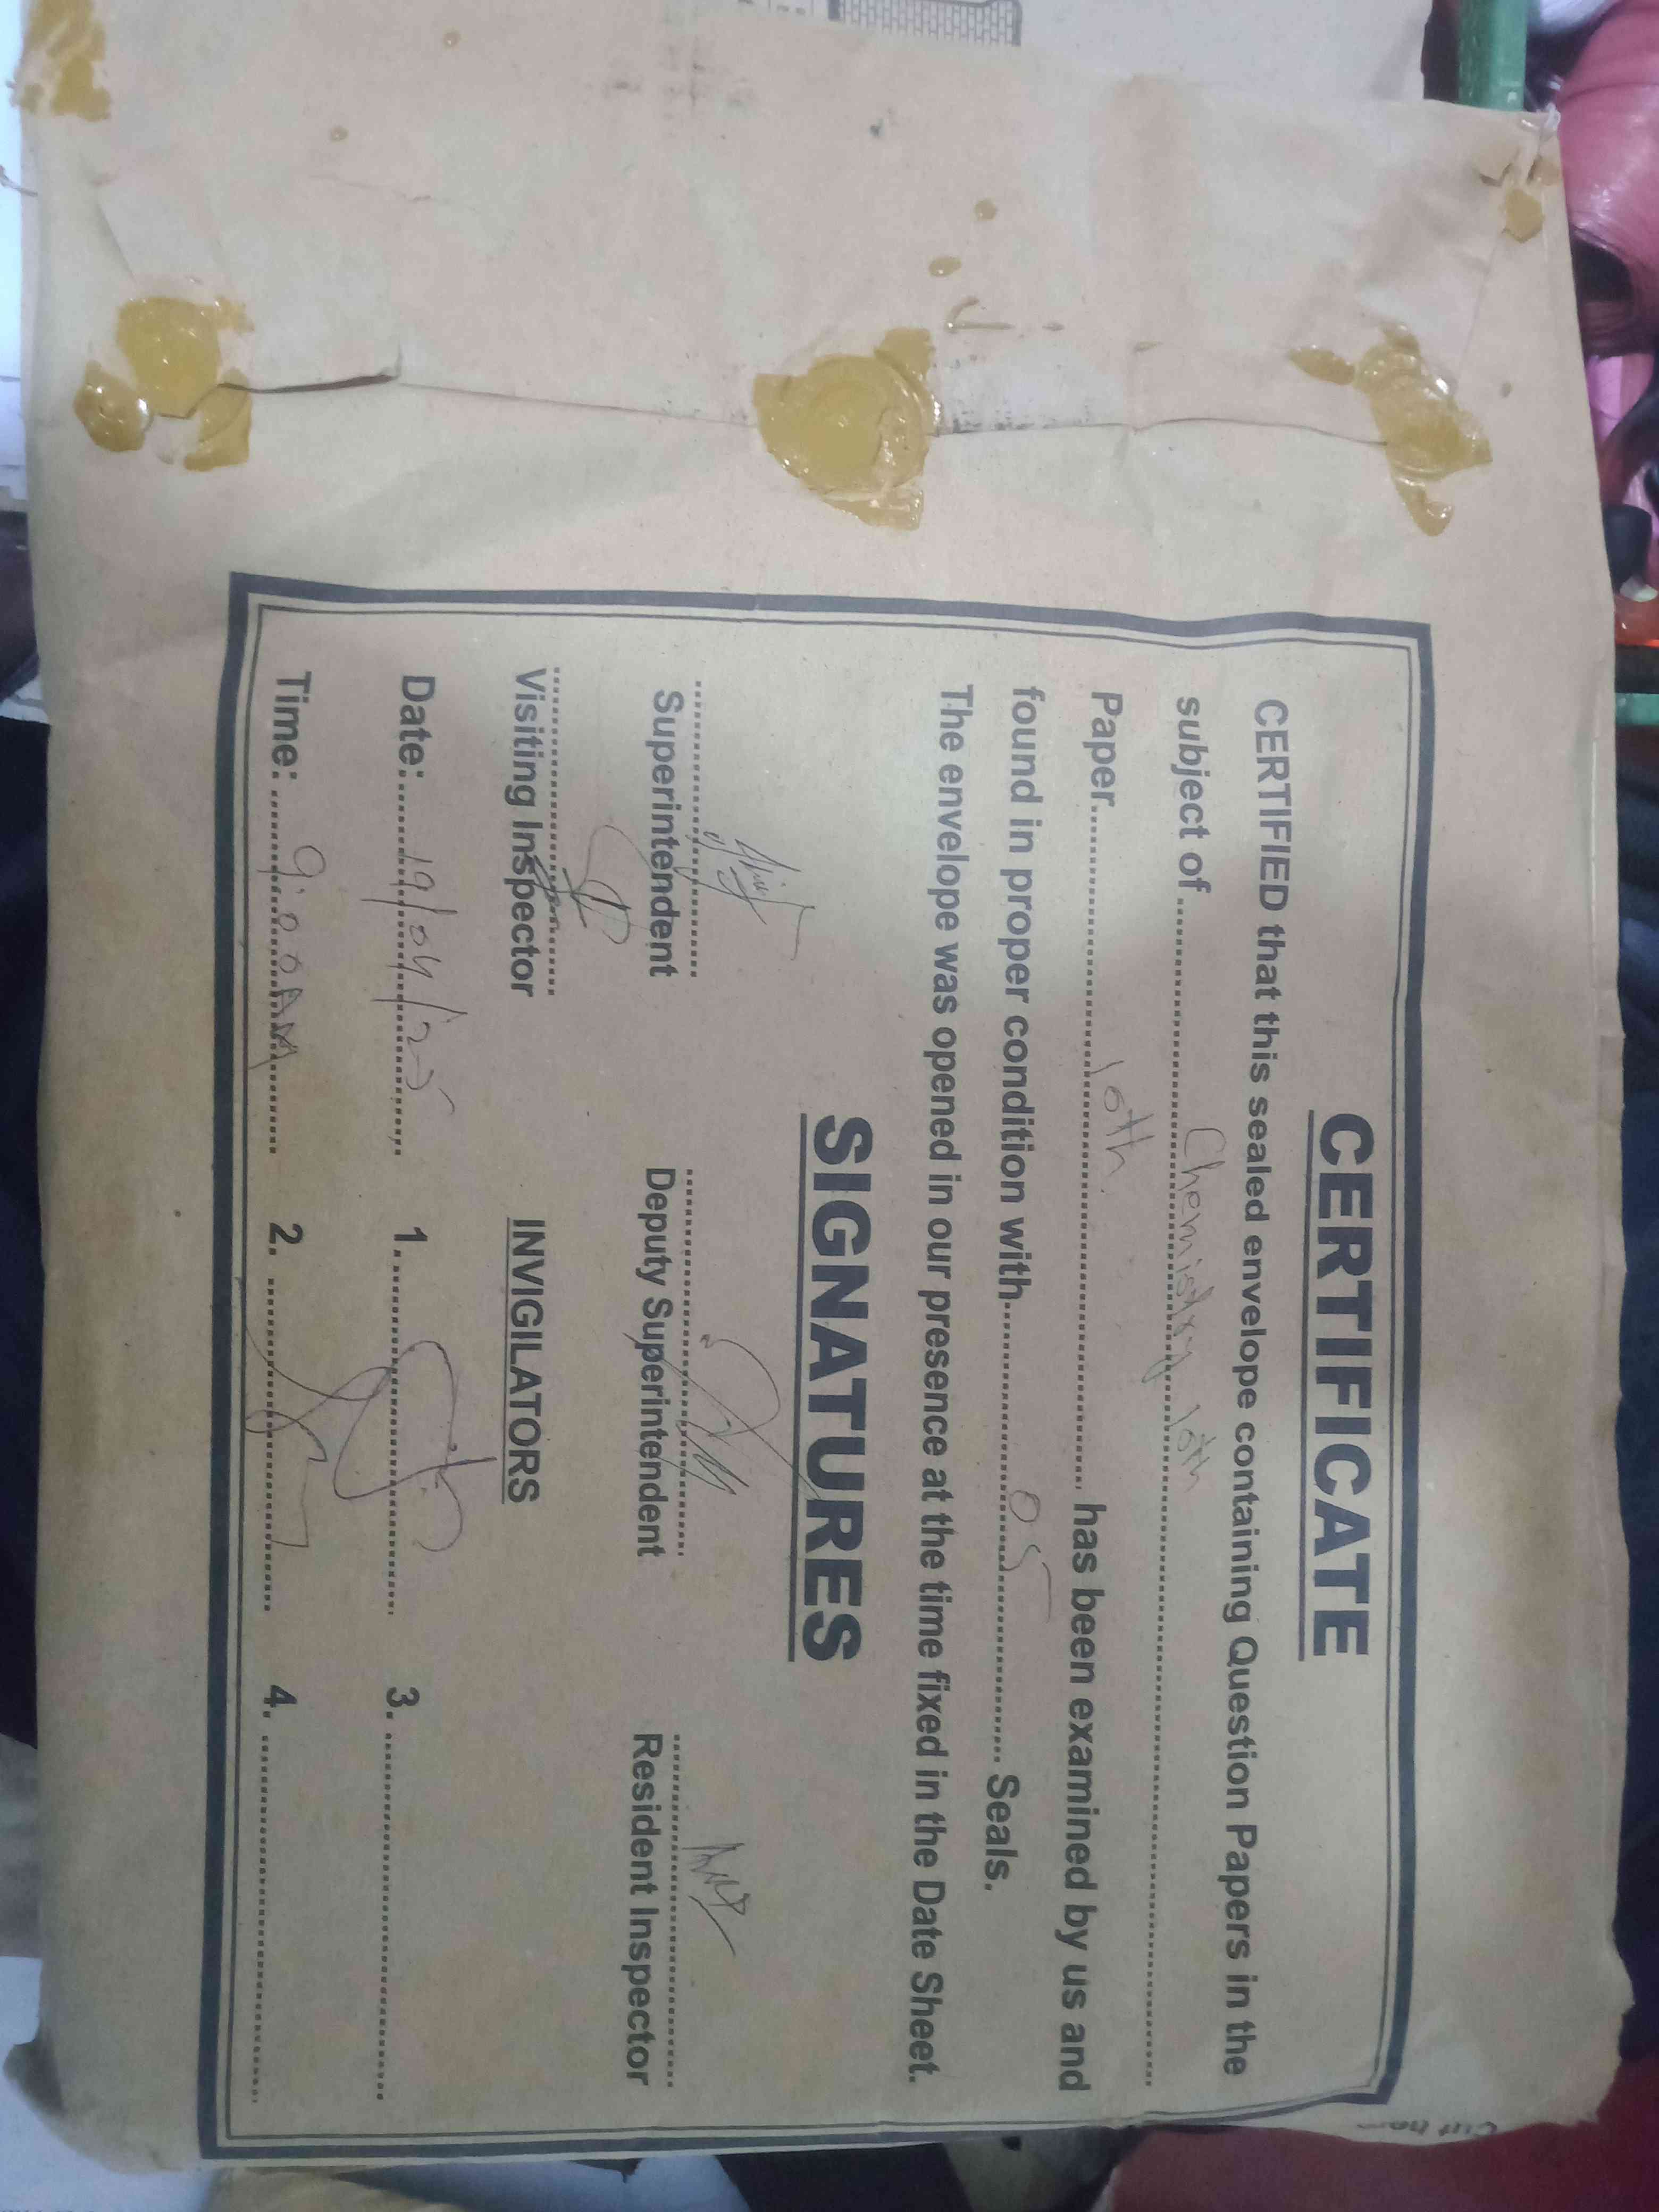 CERTIFICATE
CERTIFIED that this sealed envelope containing Question Papers in the
subject of ............ Chemistry 10th ............
Paper............ 10th ............ has been examined by us and
found in proper condition with............ 05 ............ Seals.
The envelope was opened in our presence at the time fixed in the Date Sheet.
SIGNATURES
Superintendent Deputy Superintendent Resident Inspector
Visiting Inspector INVIGILATORS
Date:...... 19/04/25 ...... 1............. 3. .............
Time: ...... 9:00 AM ...... 2. ............. 4. .............
Cut here